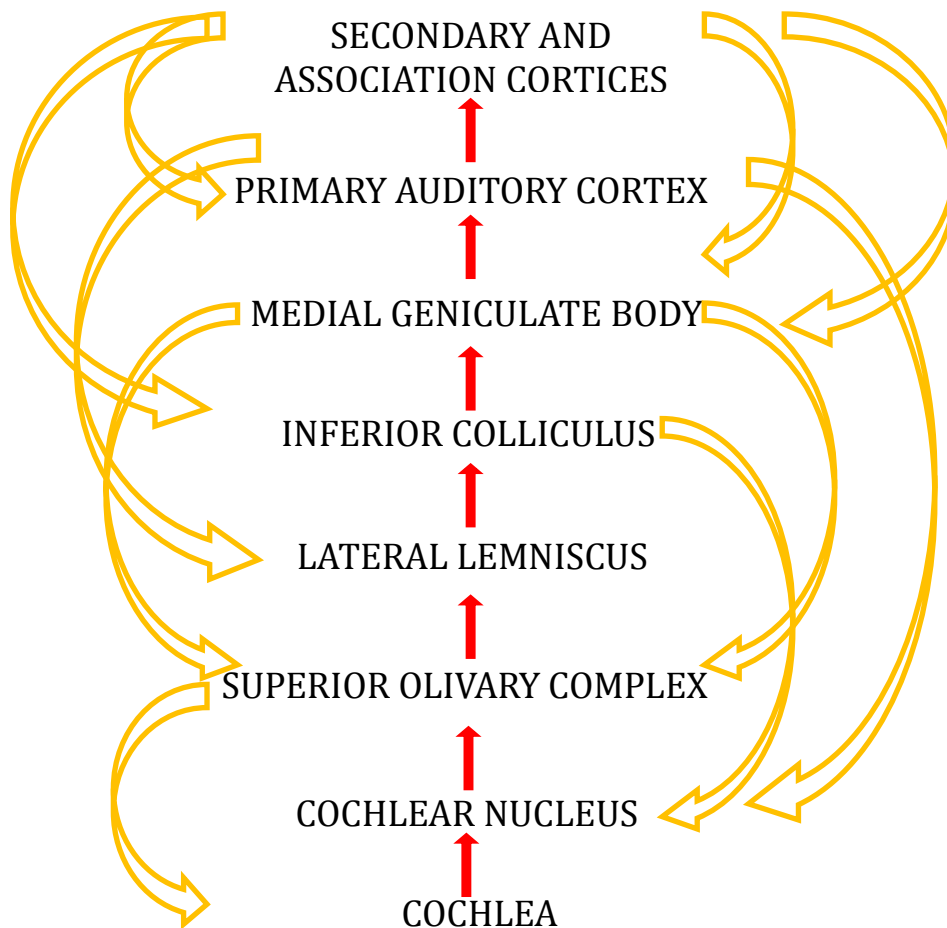 SECONDARY AND
ASSOCIATION CORTICES
PRIMARY AUDITORY CORTEX
MEDIAL GENICULATE BODY
INFERIOR COLLICULUS
LATERAL LEMNISCUS
SUPERIOR OLIVARY COMPLEX
COCHLEAR NUCLEUS
COCHLEA